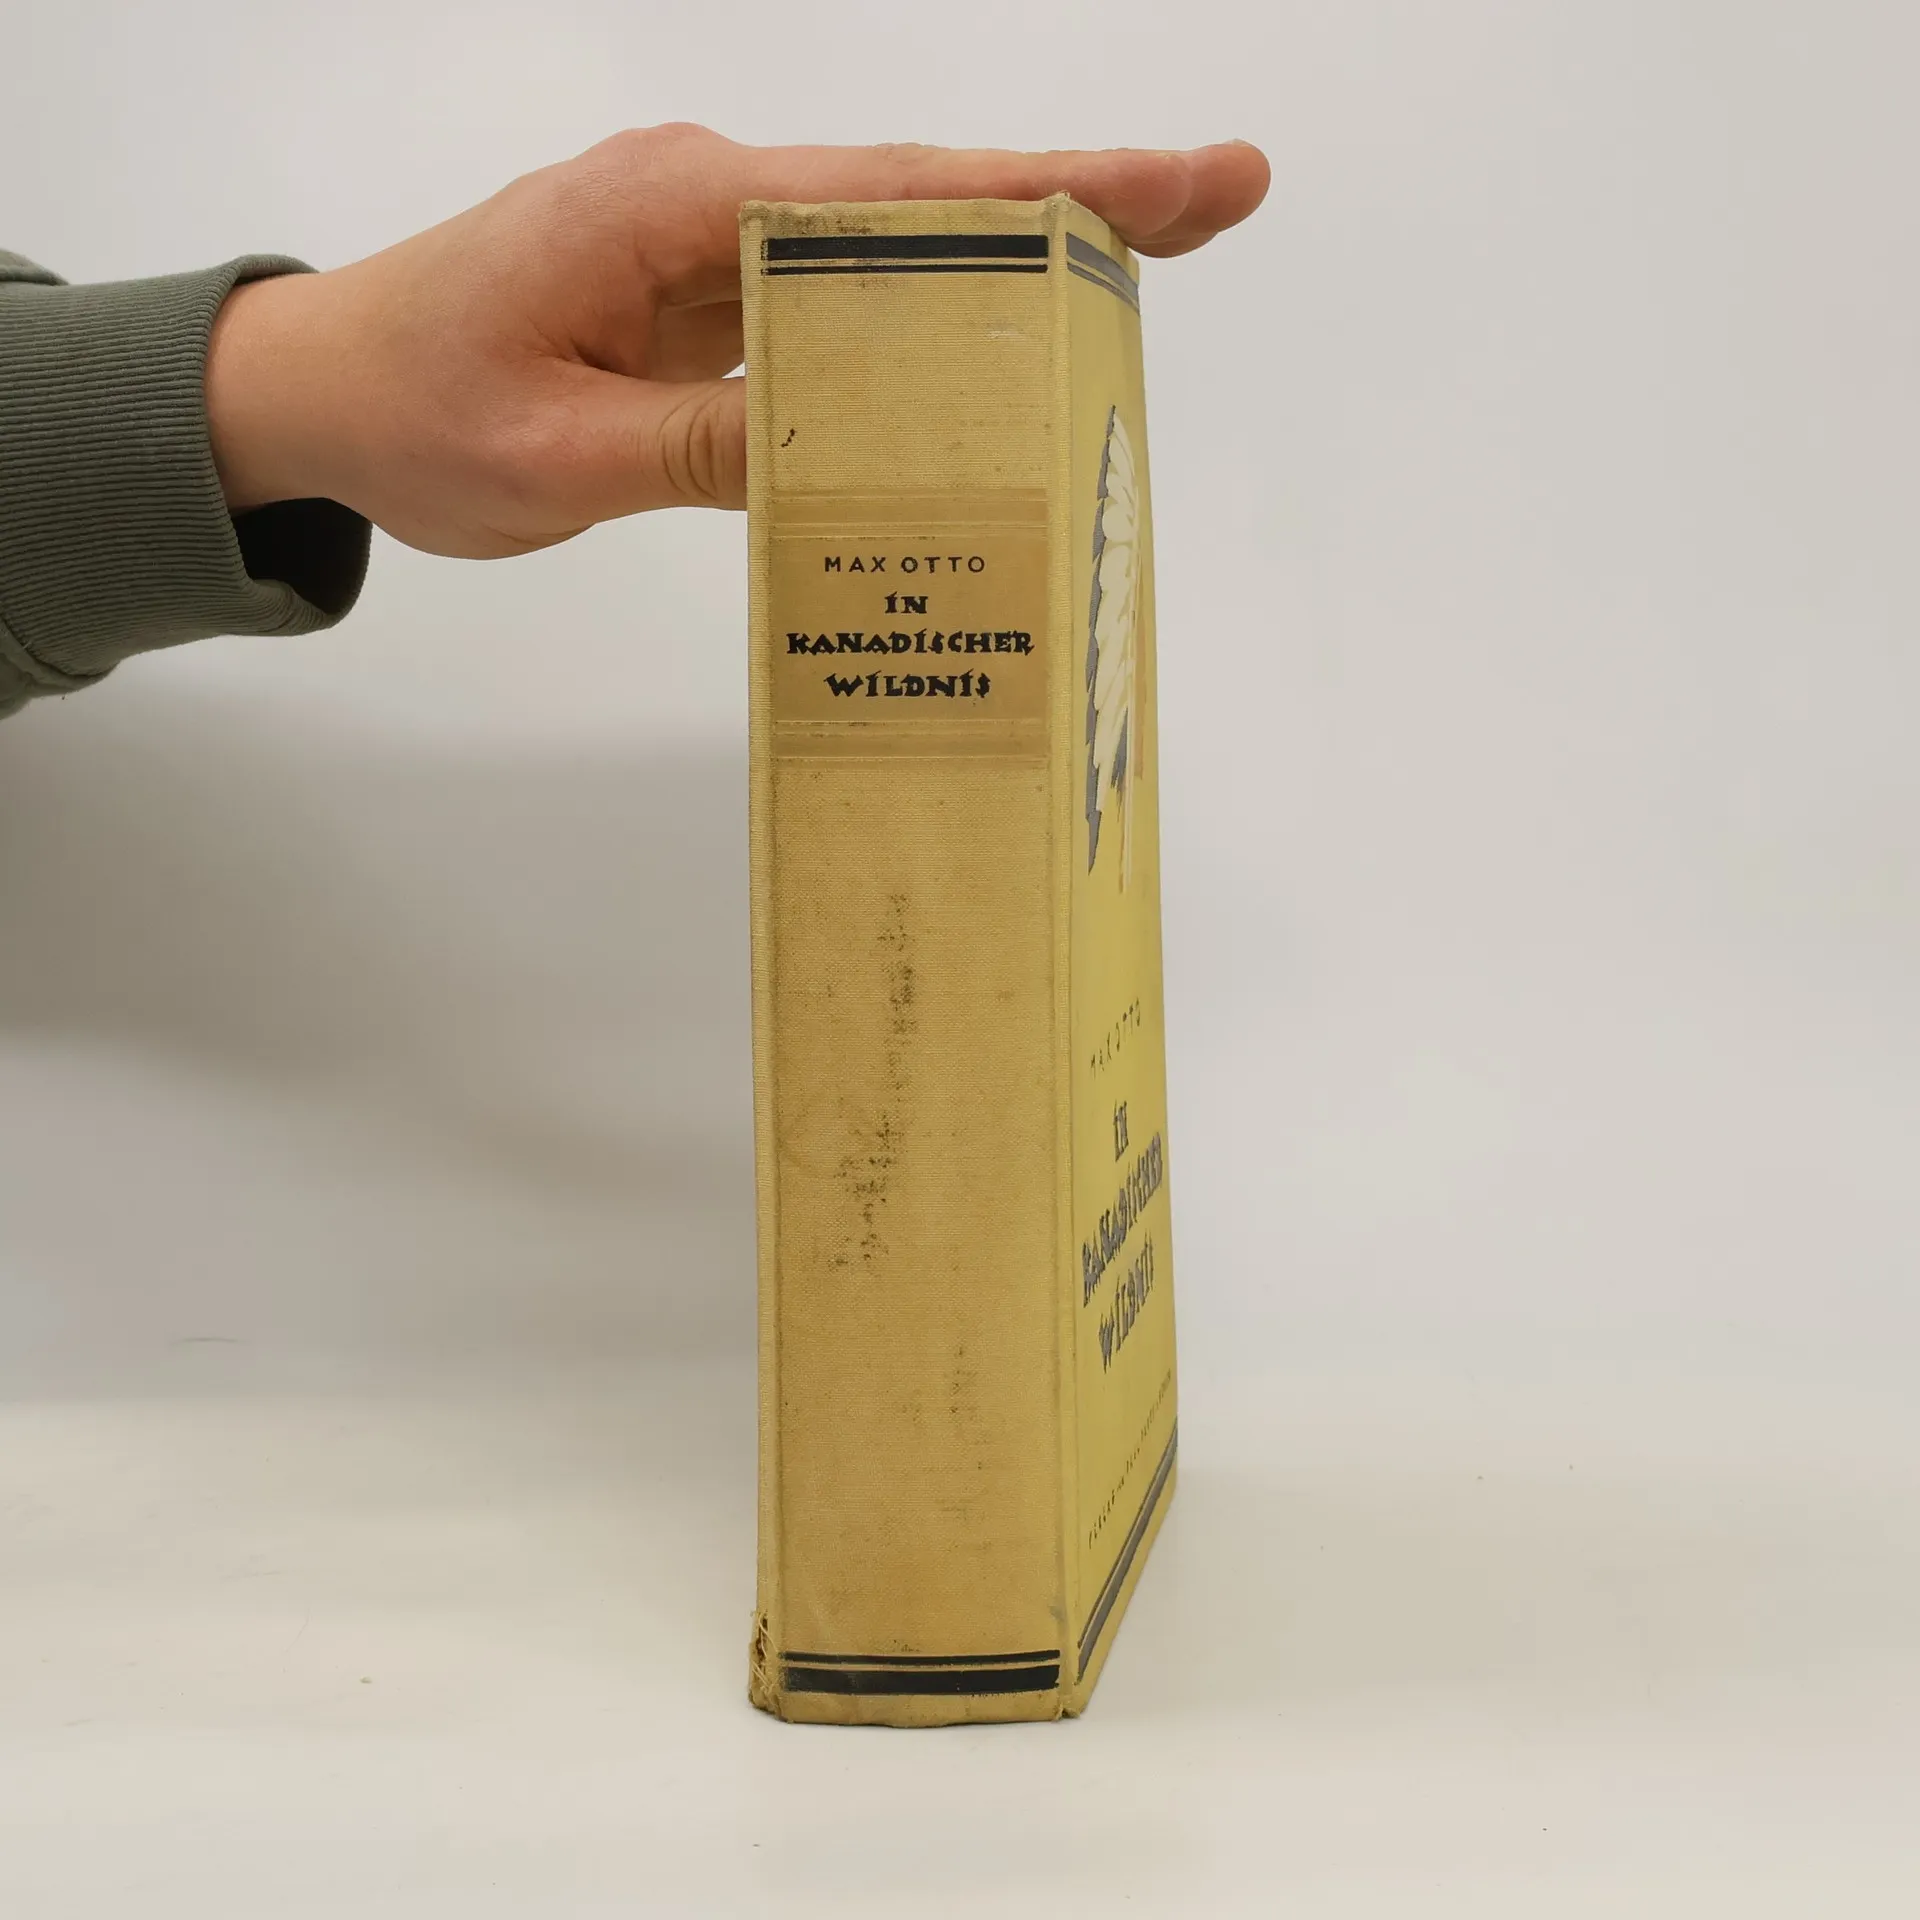 MAX OTTO
IN
KANADISCHER
WILDNIS
MAX OTTO
IN
KANADISCHER
WILDNIS